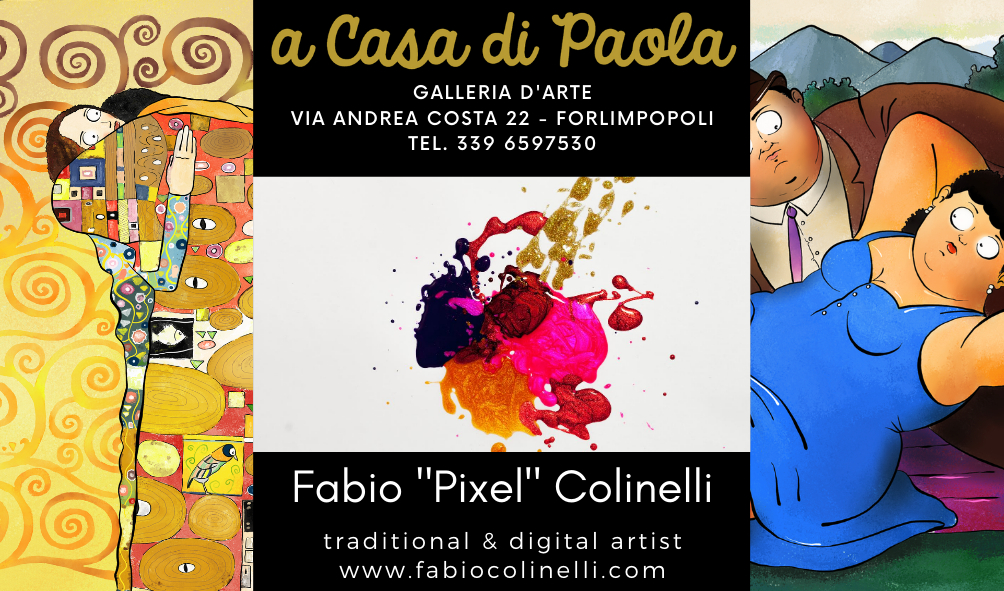 a Casa di Paola
GALLERIA D'ARTE
VIA ANDREA COSTA 22 - FORLIMPOPOLI
TEL. 339 6597530
Fabio "Pixel" Colinelli
traditional & digital artist
www.fabiocolinelli.com